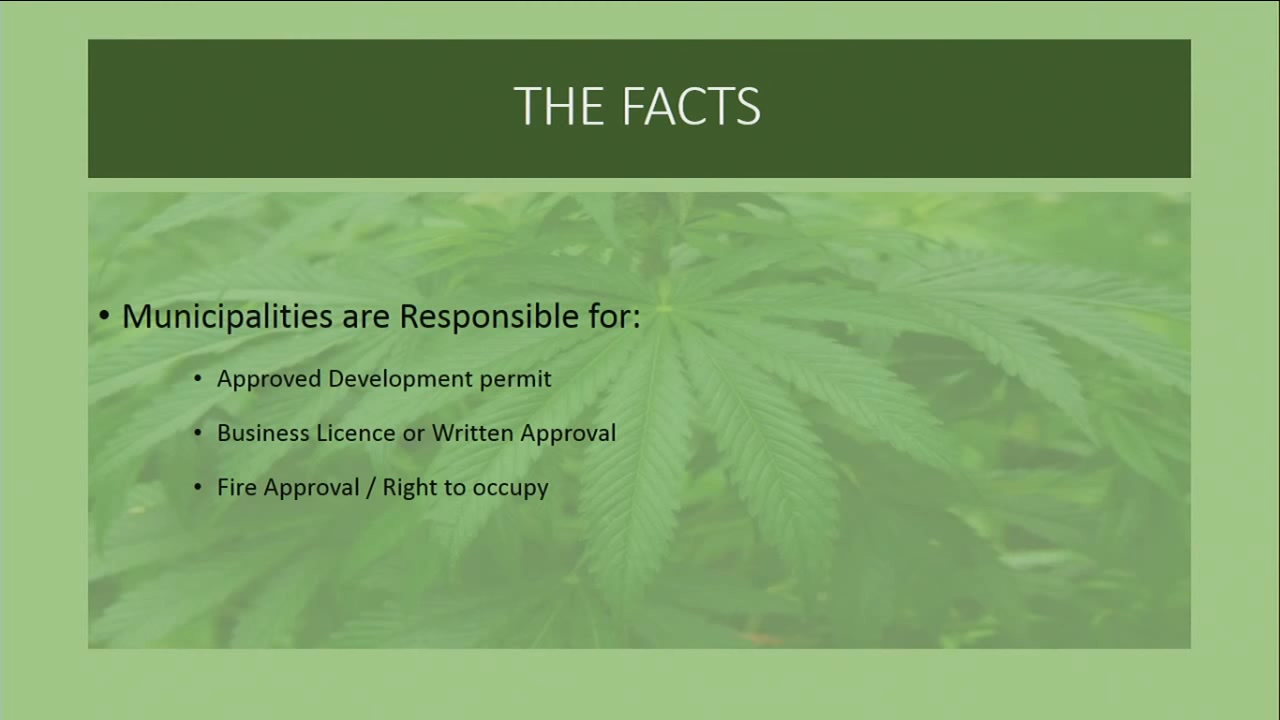 THE FACTS
• Municipalities are Responsible for:
• Approved Development permit
• Business Licence or Written Approval
• Fire Approval / Right to occupy